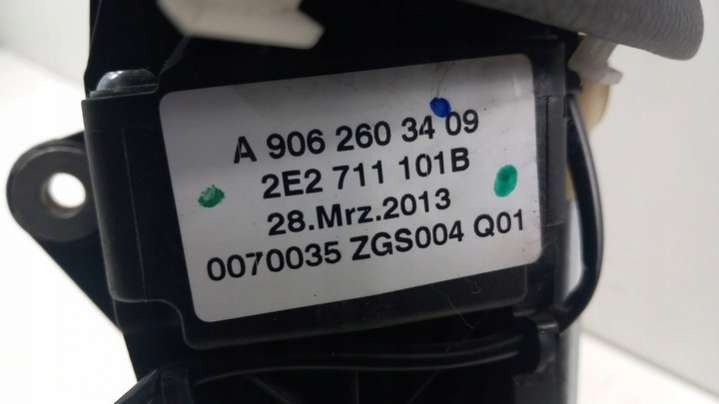 A 906 260 34 09
2E2 711 101B
28.Mrz.2013
0070035 ZGS004 Q01